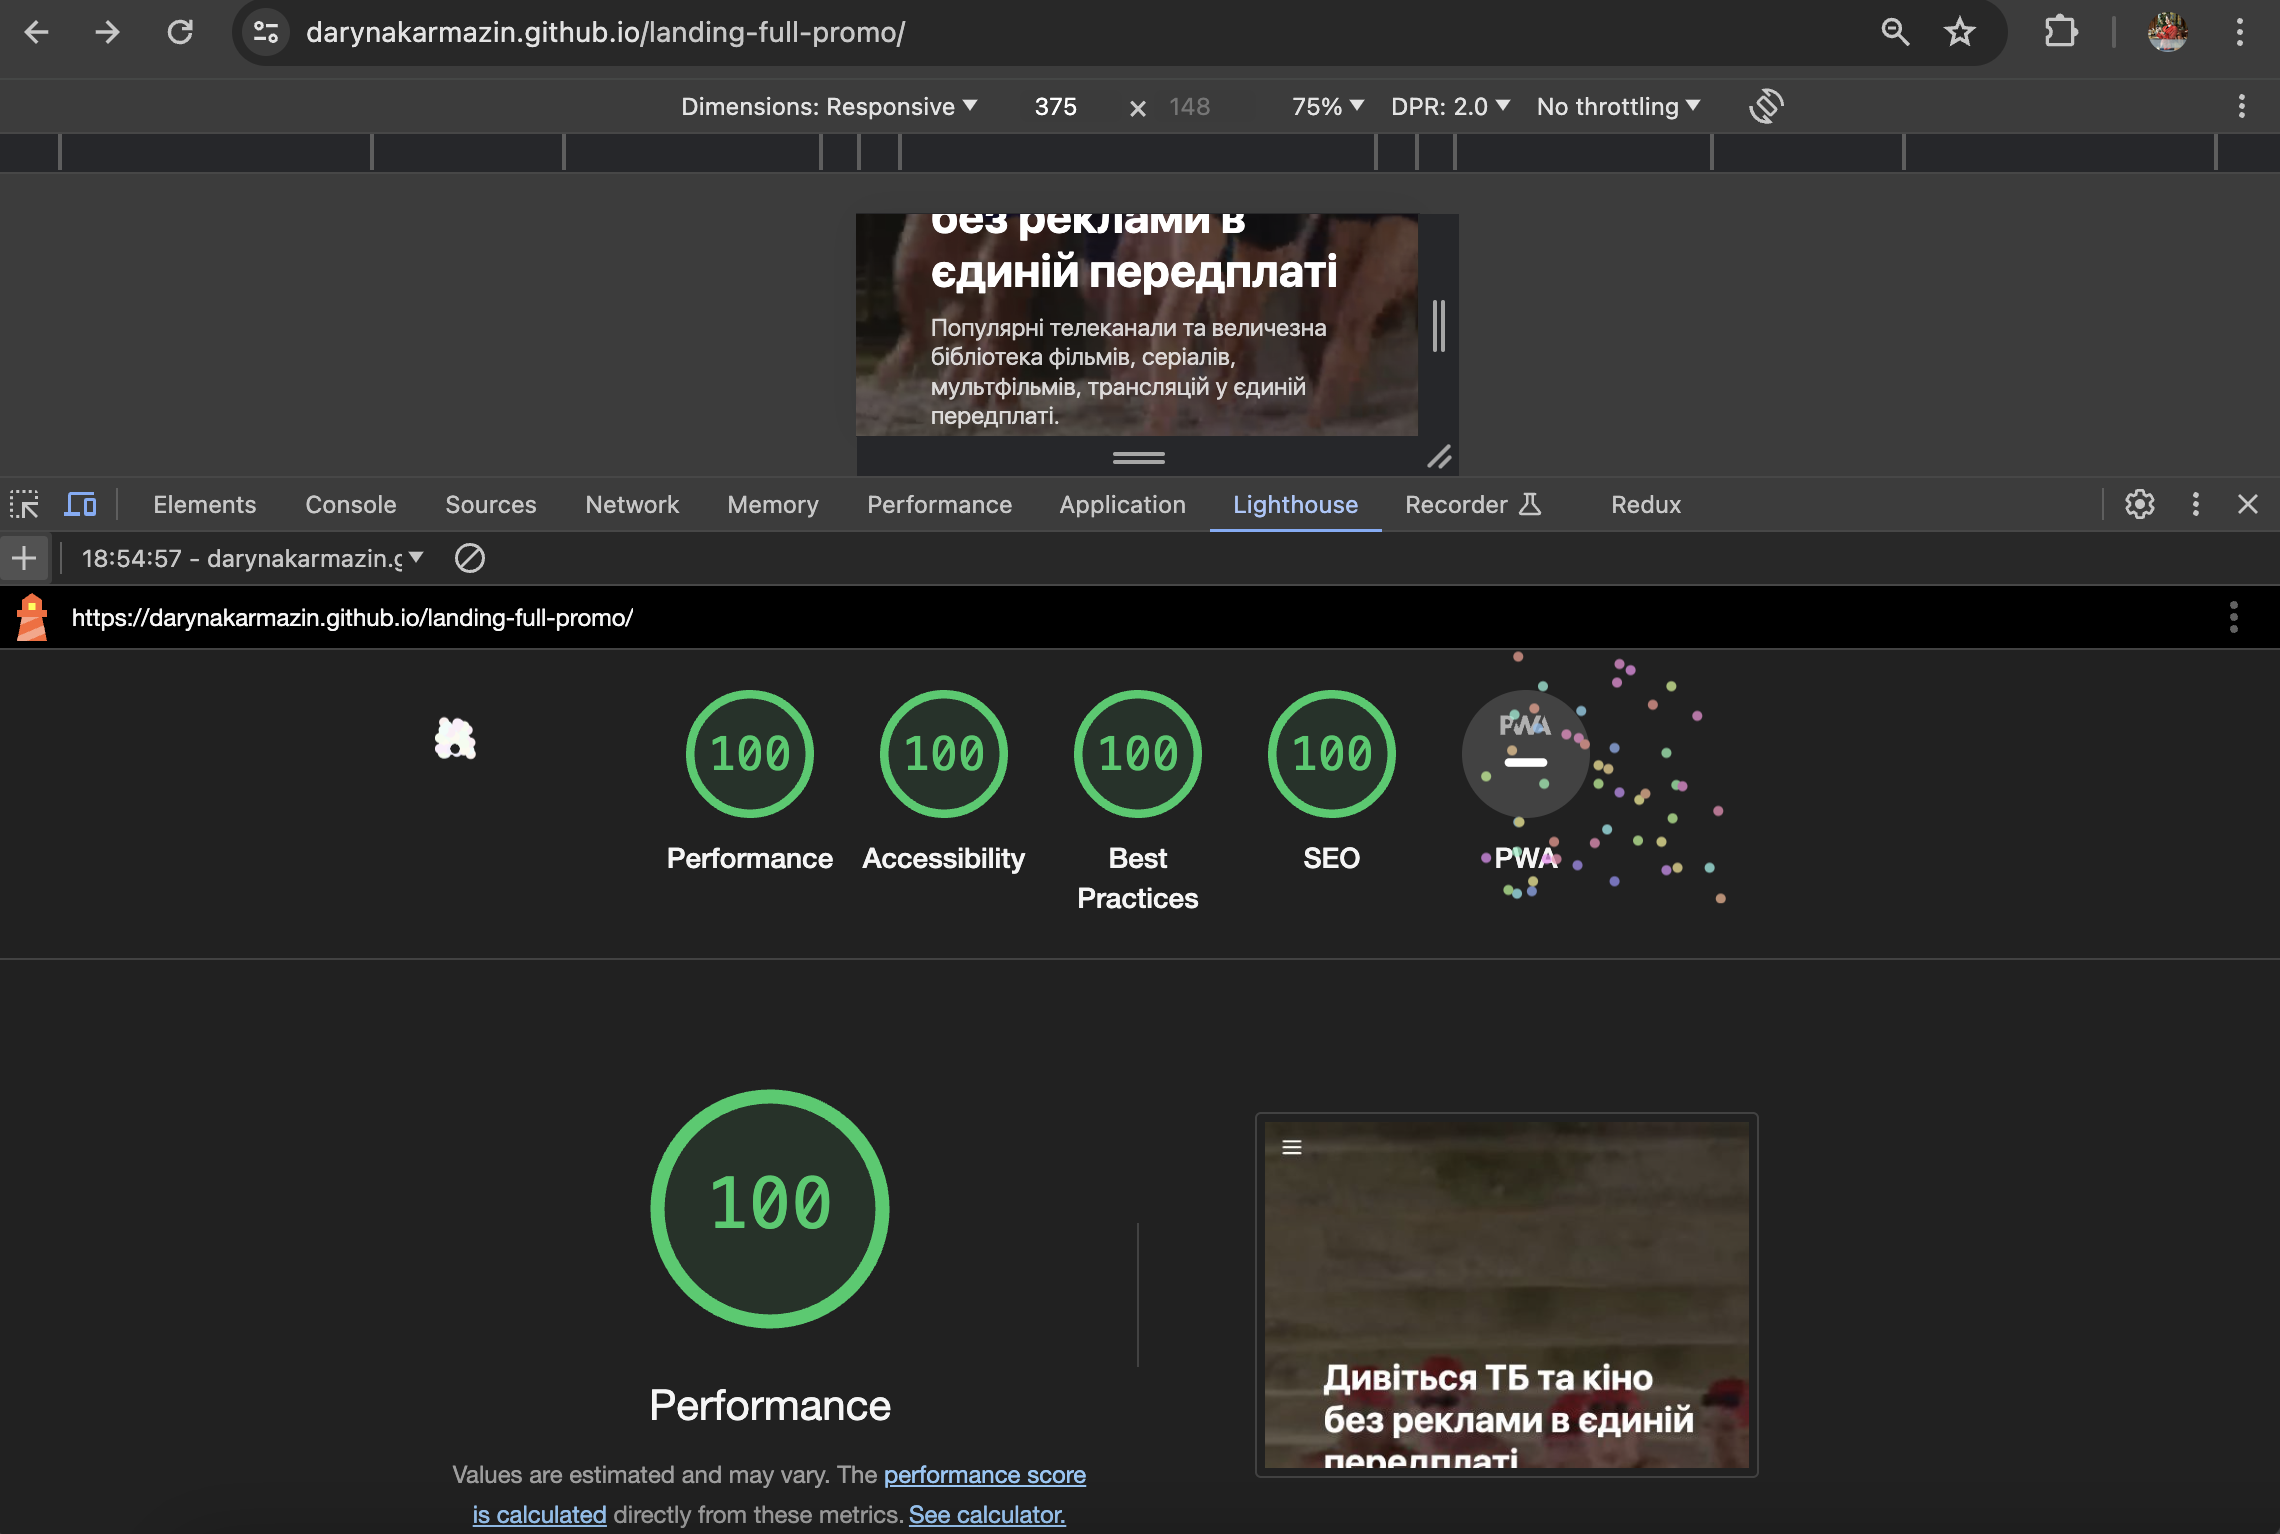 darynakarmazin.github.io/landing-full-promo/
Dimensions: Responsive 375 × 148 75% DPR: 2.0 No throttling
без реклами в
єдиній передплаті
Популярні телеканали та величезна
бібліотека фільмів, серіалів,
мультфільмів, трансляцій у єдиній
передплаті.
Elements Console Sources Network Memory Performance Application Lighthouse Recorder Redux
18:54:57 - darynakarmazin.g
https://darynakarmazin.github.io/landing-full-promo/
100 100 100 100 PWA
Performance Accessibility Best Practices SEO PWA
100
Performance
Values are estimated and may vary. The performance score
is calculated directly from these metrics. See calculator.
Дивіться ТБ та кіно
без реклами в єдиній
передплаті